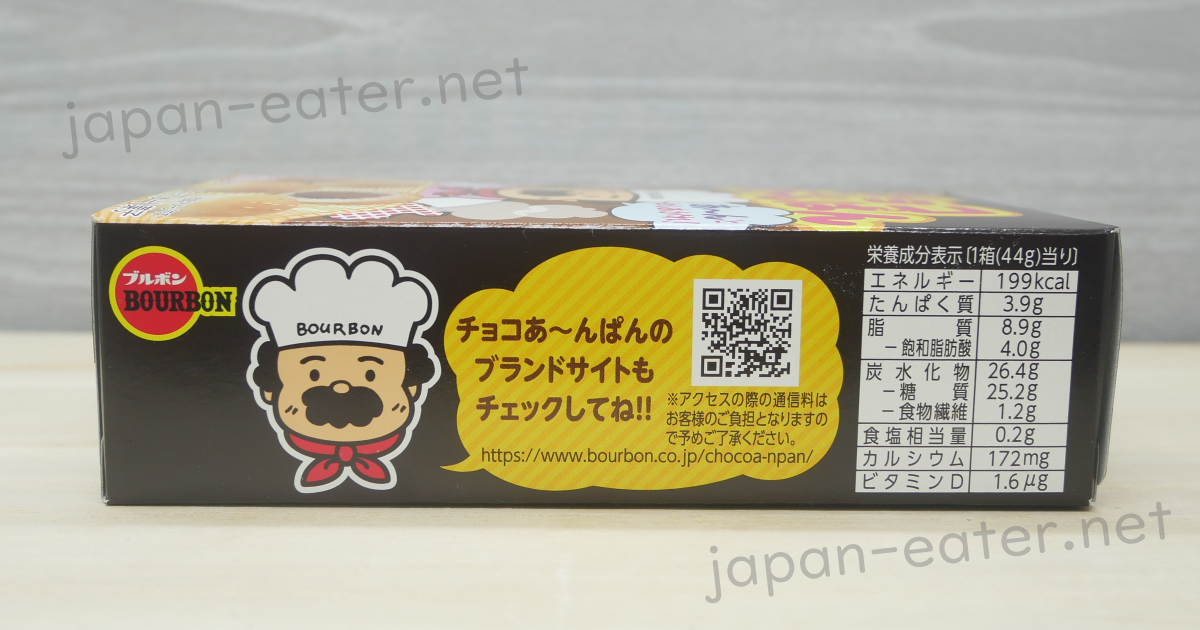 japan-eater.net
ブルボン
BOURBON
BOURBON
チョコあ〜んぱんの
ブランドサイトも
チェックしてね!!
※アクセスの際の通信料は
お客様のご負担となりますの
で予めご了承ください。
https://www.bourbon.co.jp/chocoa-npan/
栄養成分表示〔1箱(44g)当り〕
エネルギー 199kcal
たんぱく質 3.9g
脂質 8.9g
−飽和脂肪酸 4.0g
炭水化物 26.4g
−糖質 25.2g
−食物繊維 1.2g
食塩相当量 0.2g
カルシウム 172mg
ビタミンD 1.6μg
japan-eater.net